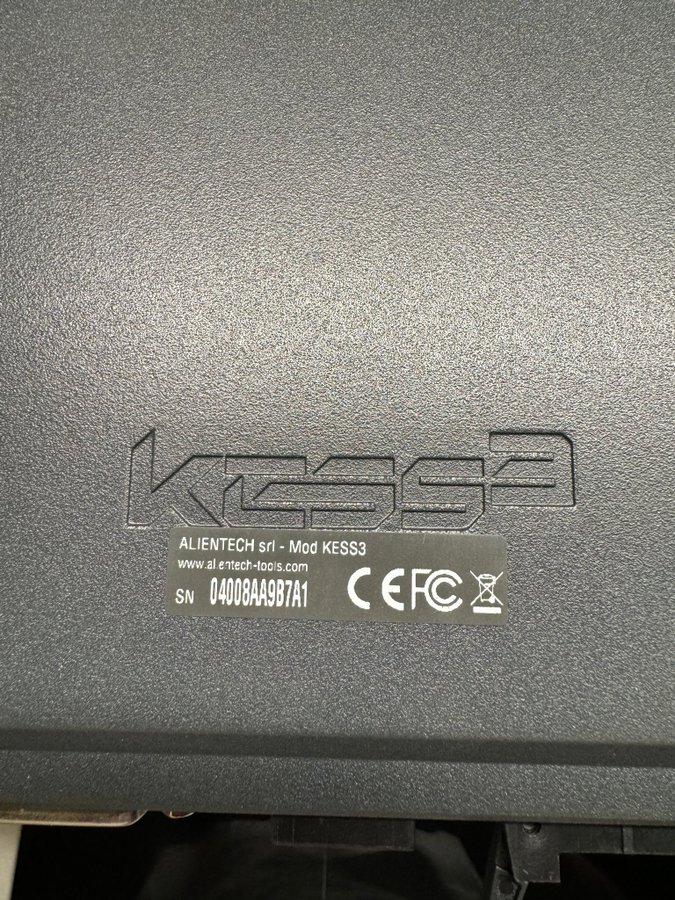 KESS3
ALIENTECH srl - Mod KESS3
www.alientech-tools.com
SN 04008AA9B7A1 CE FC